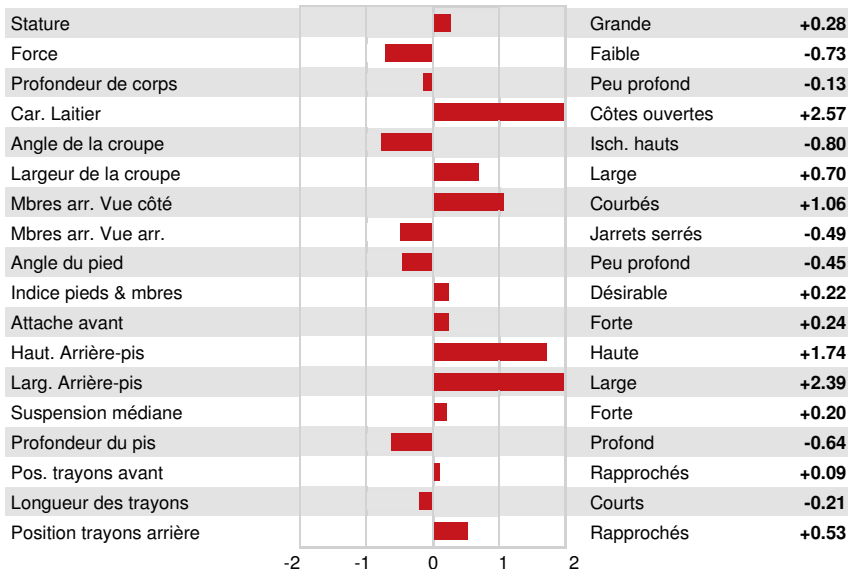 Stature Grande +0.28
Force Faible -0.73
Profondeur de corps Peu profond -0.13
Car. Laitier Côtes ouvertes +2.57
Angle de la croupe Isch. hauts -0.80
Largeur de la croupe Large +0.70
Mbres arr. Vue côté Courbés +1.06
Mbres arr. Vue arr. Jarrets serrés -0.49
Angle du pied Peu profond -0.45
Indice pieds & mbres Désirable +0.22
Attache avant Forte +0.24
Haut. Arrière-pis Haute +1.74
Larg. Arrière-pis Large +2.39
Suspension médiane Forte +0.20
Profondeur du pis Profond -0.64
Pos. trayons avant Rapprochés +0.09
Longueur des trayons Courts -0.21
Position trayons arrière Rapprochés +0.53
-2 -1 0 1 2